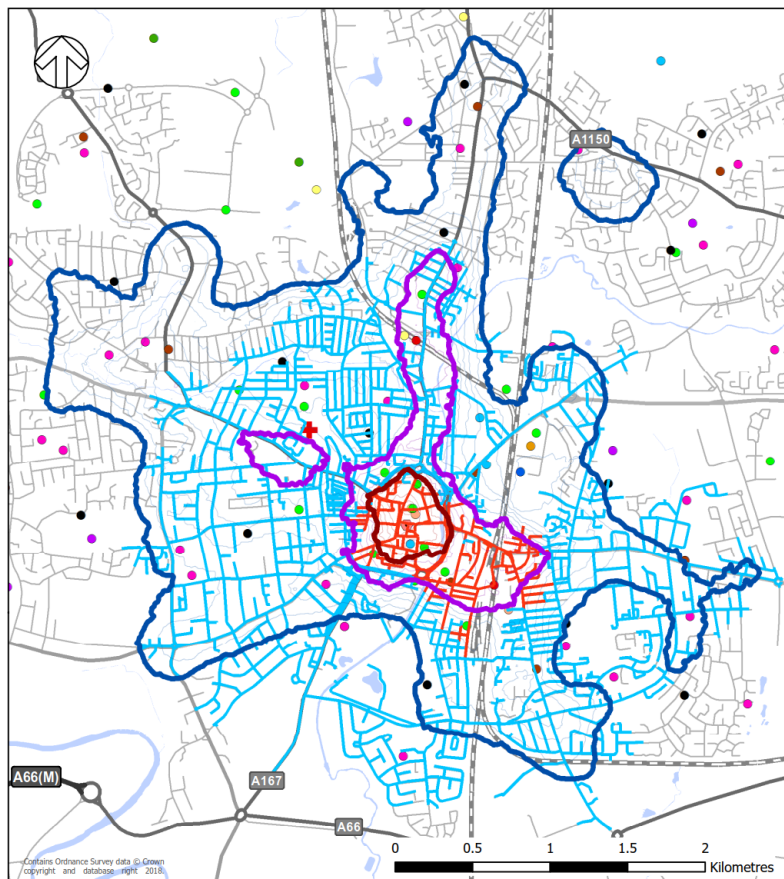 A1150
A66(M)
A167
A66
Contains Ordnance Survey data © Crown
copyright and database right 2018.
0 0.5 1 1.5 2
Kilometres